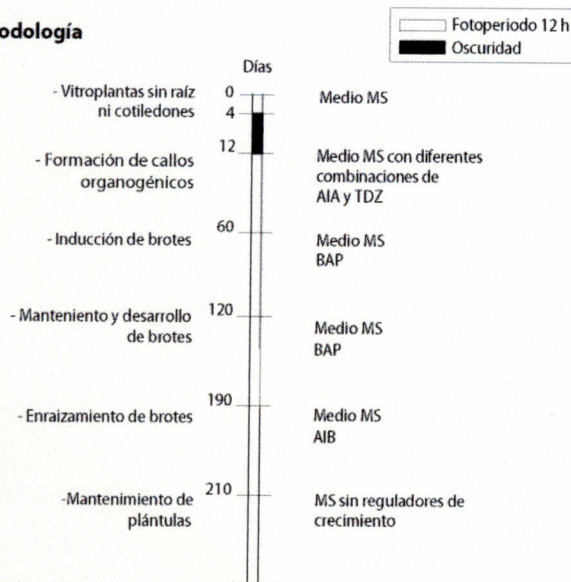 odología
Fotoperiodo 12 h
Oscuridad
Días
- Vitroplantas sin raíz
ni cotiledones
0
4
Medio MS
12
- Formación de callos
organogénicos
Medio MS con diferentes
combinaciones de
AIA y TDZ
60
- Inducción de brotes
Medio MS
BAP
120
- Manteniento y desarrollo
de brotes
Medio MS
BAP
190
- Enraizamiento de brotes
Medio MS
AIB
210
-Mantenimiento de
plántulas
MS sin reguladores de
crecimiento